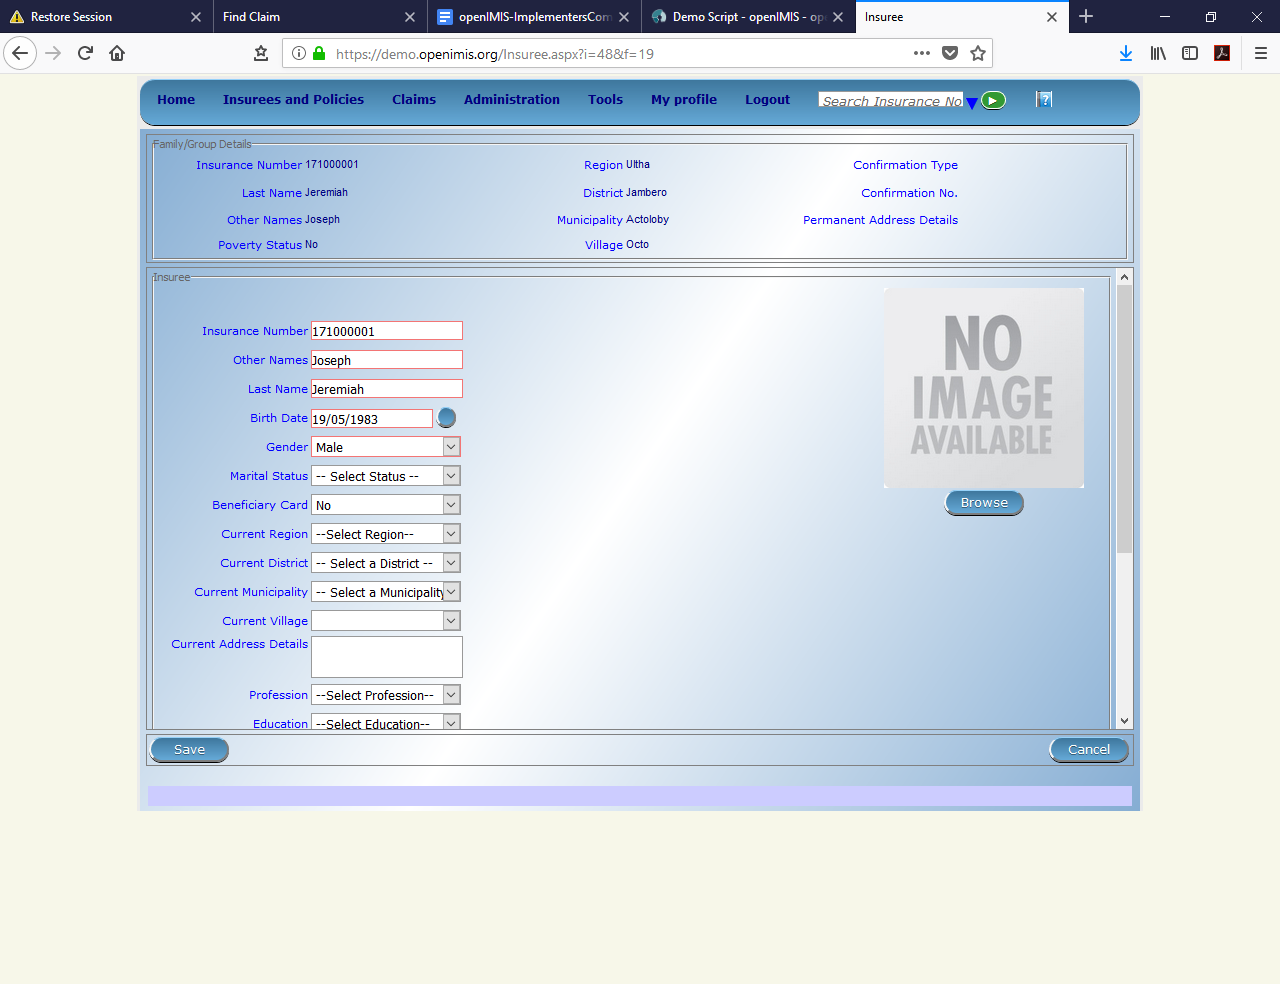 Restore Session
Find Claim
openIMIS-ImplementersCom
Demo Script - openIMIS - op
Insuree
https://demo.openimis.org/Insuree.aspx?i=48&f=19
Home Insurees and Policies Claims Administration Tools My profile Logout Search Insurance No ?
Family/Group Details
Insurance Number 171000001 Region Ultha Confirmation Type
Last Name Jeremiah District Jambero Confirmation No.
Other Names Joseph Municipality Actoloby Permanent Address Details
Poverty Status No Village Octo
Insuree
Insurance Number 171000001
Other Names Joseph
Last Name Jeremiah
Birth Date 19/05/1983
Gender Male
Marital Status -- Select Status --
Beneficiary Card No
Current Region --Select Region--
Current District -- Select a District --
Current Municipality -- Select a Municipality
Current Village
Current Address Details
Profession --Select Profession--
Education --Select Education--
NO
IMAGE
AVAILABLE
Browse
Save Cancel